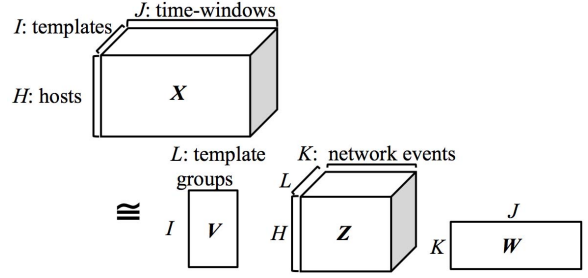 J: time-windows
I: templates
H: hosts
X
L: template
groups
K: network events
L
≅
I
V
H
Z
J
K
W